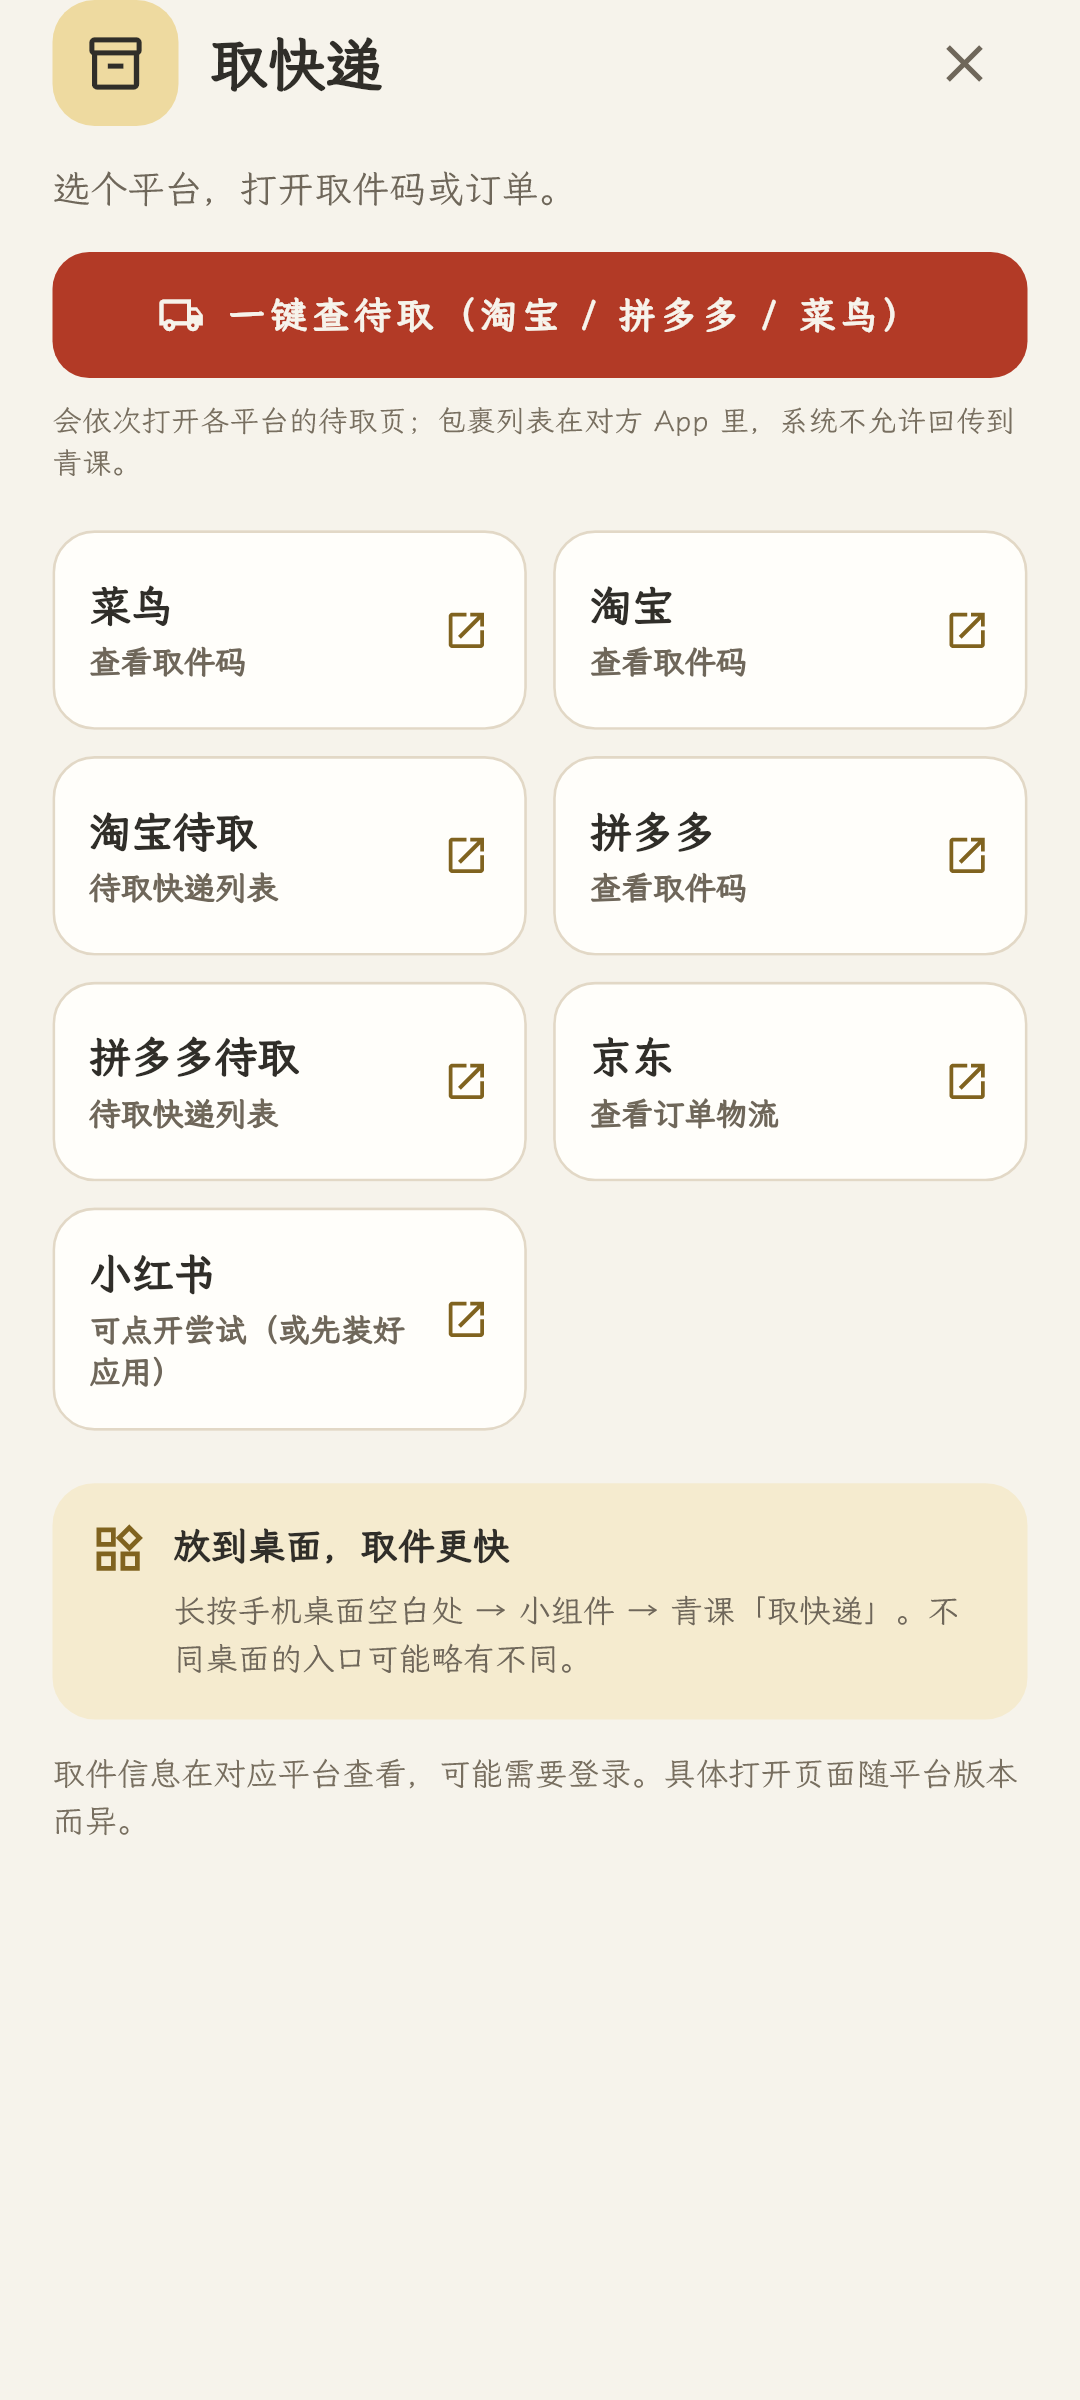 取快递
选个平台，打开取件码或订单。
一键查待取（淘宝 / 拼多多 / 菜鸟）
会依次打开各平台的待取页；包裹列表在对方 App 里，系统不允许回传到
青课。
菜鸟
查看取件码
淘宝
查看取件码
淘宝待取
待取快递列表
拼多多
查看取件码
拼多多待取
待取快递列表
京东
查看订单物流
小红书
可点开尝试（或先装好
应用）
放到桌面，取件更快
长按手机桌面空白处 → 小组件 → 青课「取快递」。不
同桌面的入口可能略有不同。
取件信息在对应平台查看，可能需要登录。具体打开页面随平台版本
而异。